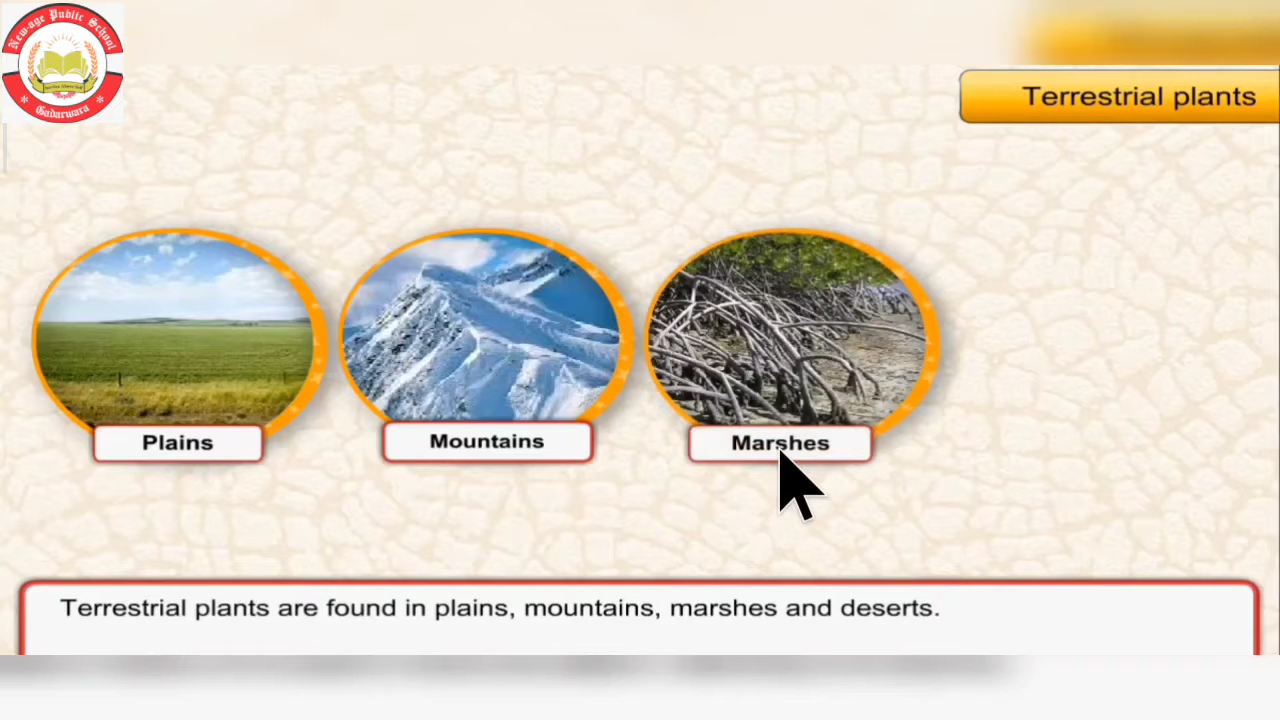 New-age Public School
Gadarwara
Terrestrial plants
Plains
Mountains
Marshes
Terrestrial plants are found in plains, mountains, marshes and deserts.